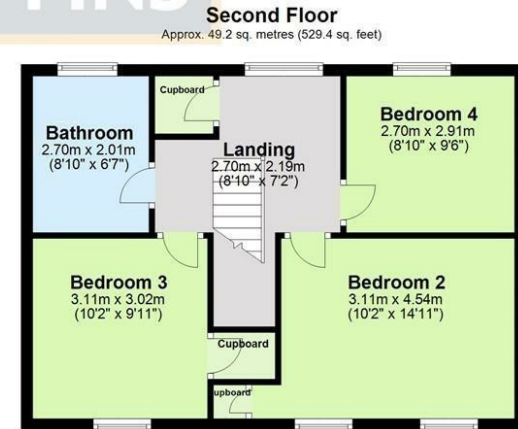 Second Floor
Approx. 49.2 sq. metres (529.4 sq. feet)
Cupboard
Bathroom
2.70m x 2.01m
(8'10" x 6'7")
Landing
2.70m x 2.19m
(8'10" x 7'2")
Bedroom 4
2.70m x 2.91m
(8'10" x 9'6")
Bedroom 3
3.11m x 3.02m
(10'2" x 9'11")
Bedroom 2
3.11m x 4.54m
(10'2" x 14'11")
Cupboard
upboard